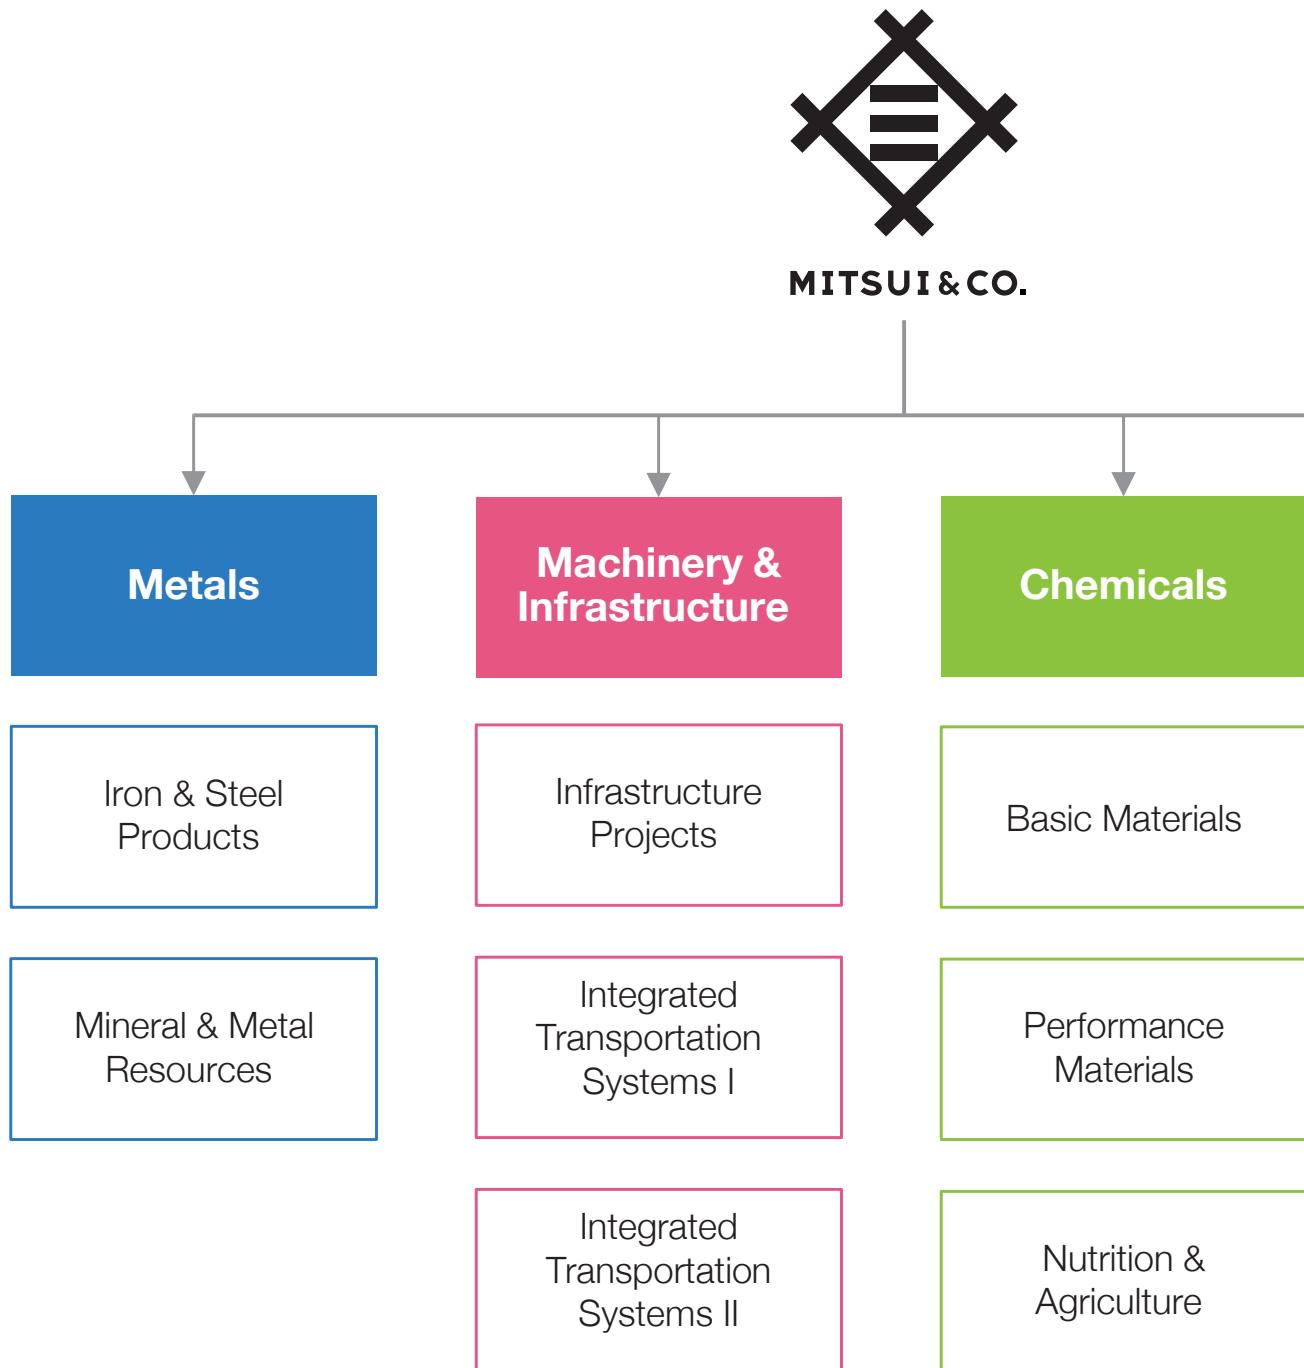 MITSUI & CO.
Metals
Machinery &
Infrastructure
Chemicals
Iron & Steel
Products
Infrastructure
Projects
Basic Materials
Mineral & Metal
Resources
Integrated
Transportation
Systems I
Performance
Materials
Integrated
Transportation
Systems II
Nutrition &
Agriculture